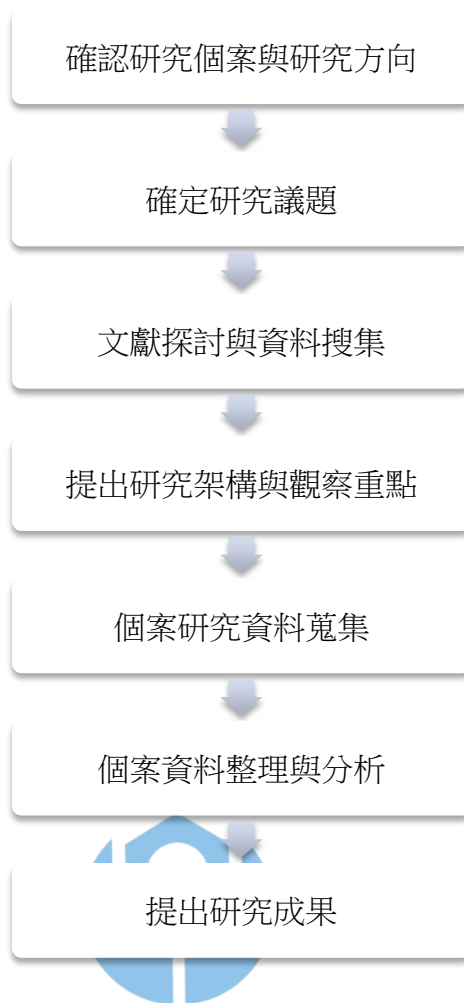 確認研究個案與研究方向
確定研究議題
文獻探討與資料搜集
提出研究架構與觀察重點
個案研究資料蒐集
個案資料整理與分析
提出研究成果